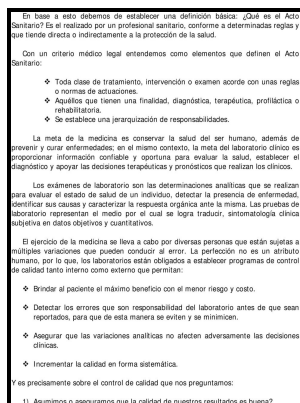 En base a esto debemos de establecer una definición básica: ¿Qué es el Acto
Sanitario? Es el realizado por un profesional sanitario, conforme a determinadas reglas y
que tiende directa o indirectamente a la protección de la salud.
Con un criterio médico legal entendemos como elementos que definen el Acto
Sanitario:
❖ Toda clase de tratamiento, intervención o examen acorde con unas reglas
o normas de actuaciones.
❖ Aquéllos que tienen una finalidad, diagnóstica, terapéutica, profiláctica o
rehabilitatoria.
❖ Se establece una jerarquización de responsabilidades.
La meta de la medicina es conservar la salud del ser humano, además de
prevenir y curar enfermedades; en el mismo contexto, la meta del laboratorio clínico es
proporcionar información confiable y oportuna para evaluar la salud, establecer el
diagnóstico y apoyar las decisiones terapéuticas y pronósticos que realizan los clínicos.
Los exámenes de laboratorio son las determinaciones analíticas que se realizan
para evaluar el estado de salud de un individuo, detectar la presencia de enfermedad,
identificar sus causas y caracterizar la respuesta orgánica ante la misma. Las pruebas de
laboratorio representan el medio por el cual se logra traducir, sintomatología clínica
subjetiva en datos objetivos y cuantitativos.
El ejercicio de la medicina se lleva a cabo por diversas personas que están sujetas a
múltiples variaciones que pueden conducir al error. La perfección no es un atributo
humano, por lo que, los laboratorios están obligados a establecer programas de control
de calidad tanto interno como externo que permitan:
❖ Brindar al paciente el máximo beneficio con el menor riesgo y costo.
❖ Detectar los errores que son responsabilidad del laboratorio antes de que sean
reportados, para que de esta manera se eviten y se minimicen.
❖ Asegurar que las variaciones analíticas no afecten adversamente las decisiones
clínicas.
❖ Incrementar la calidad en forma sistemática.
Y es precisamente sobre el control de calidad que nos preguntamos:
1) Asumimos o aseguramos que la calidad de nuestros resultados es buena?